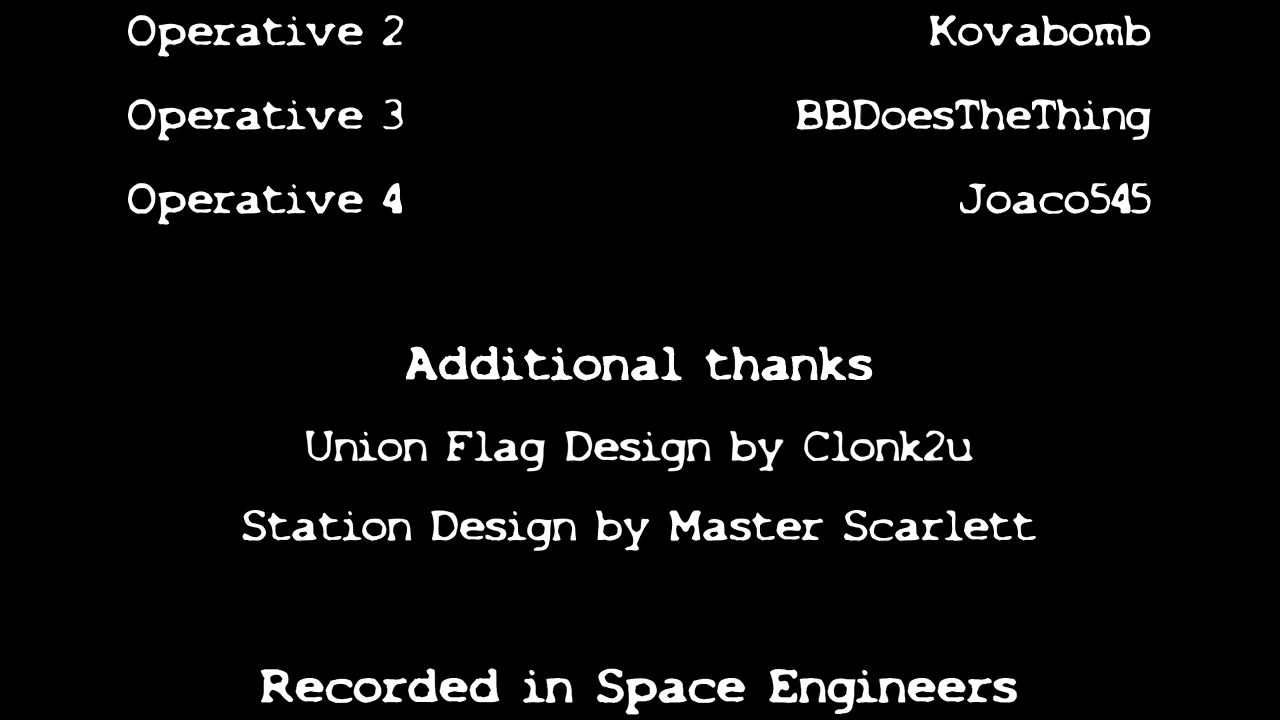 Operative 2 Kovabomb
Operative 3 BBDoesTheThing
Operative 4 Joaco545
Additional thanks
Union Flag Design by Clonk2u
Station Design by Master Scarlett
Recorded in Space Engineers